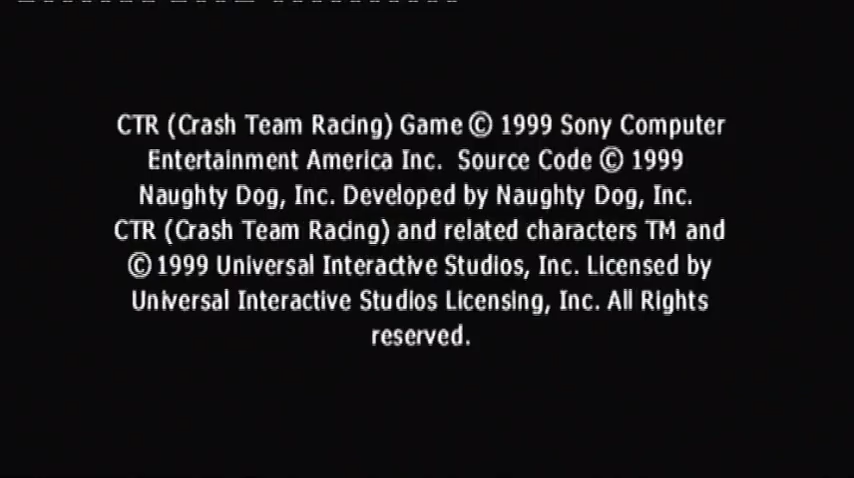 CTR (Crash Team Racing) Game © 1999 Sony Computer
Entertainment America Inc.  Source Code © 1999
Naughty Dog, Inc. Developed by Naughty Dog, Inc.
CTR (Crash Team Racing) and related characters TM and
© 1999 Universal Interactive Studios, Inc. Licensed by
Universal Interactive Studios Licensing, Inc. All Rights
reserved.